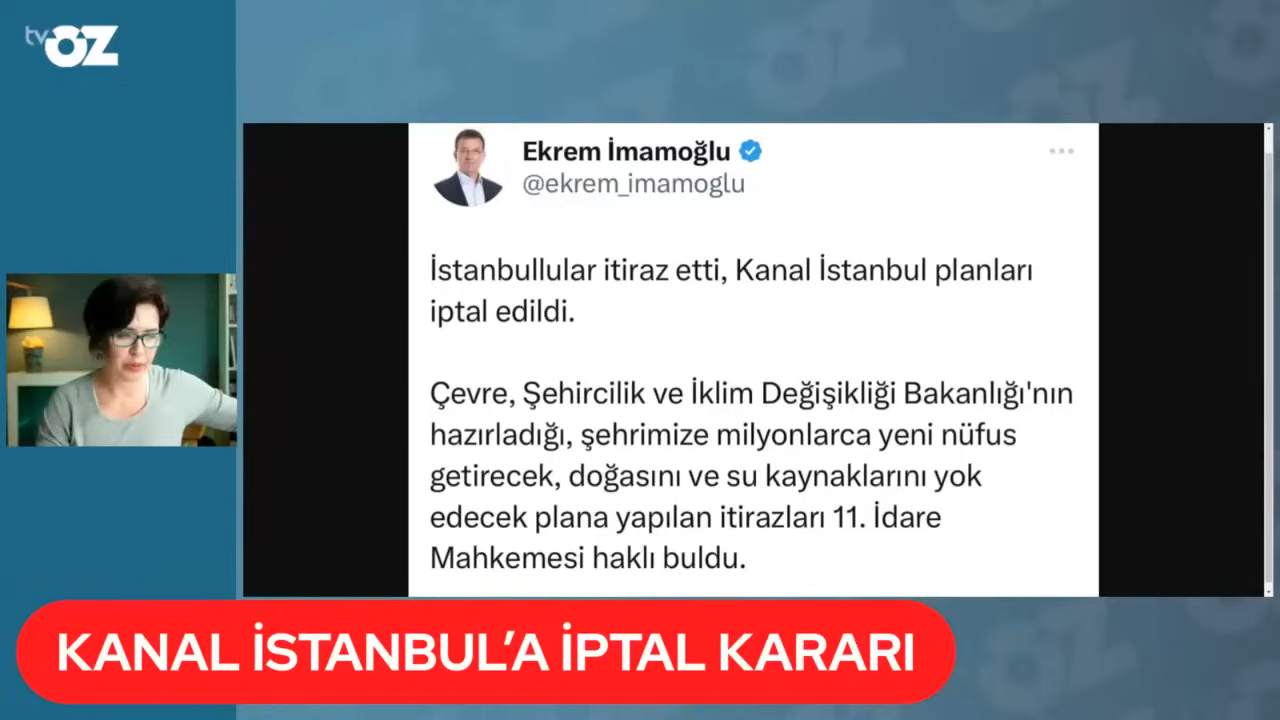 tv ÖZ
Ekrem İmamoğlu
@ekrem_imamoglu
İstanbullular itiraz etti, Kanal İstanbul planları
iptal edildi.
Çevre, Şehircilik ve İklim Değişikliği Bakanlığı'nın
hazırladığı, şehrimize milyonlarca yeni nüfus
getirecek, doğasını ve su kaynaklarını yok
edecek plana yapılan itirazları 11. İdare
Mahkemesi haklı buldu.
KANAL İSTANBUL’A İPTAL KARARI